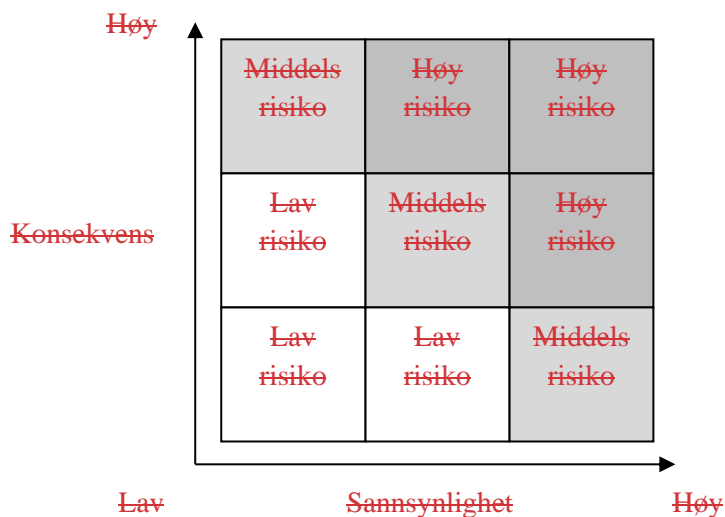 Høy
Middels Høy Høy
risiko risiko risiko
Lav Middels Høy
Konsekvens
risiko risiko risiko
Lav Lav Middels
risiko risiko risiko
Lav Sannsynlighet Høy